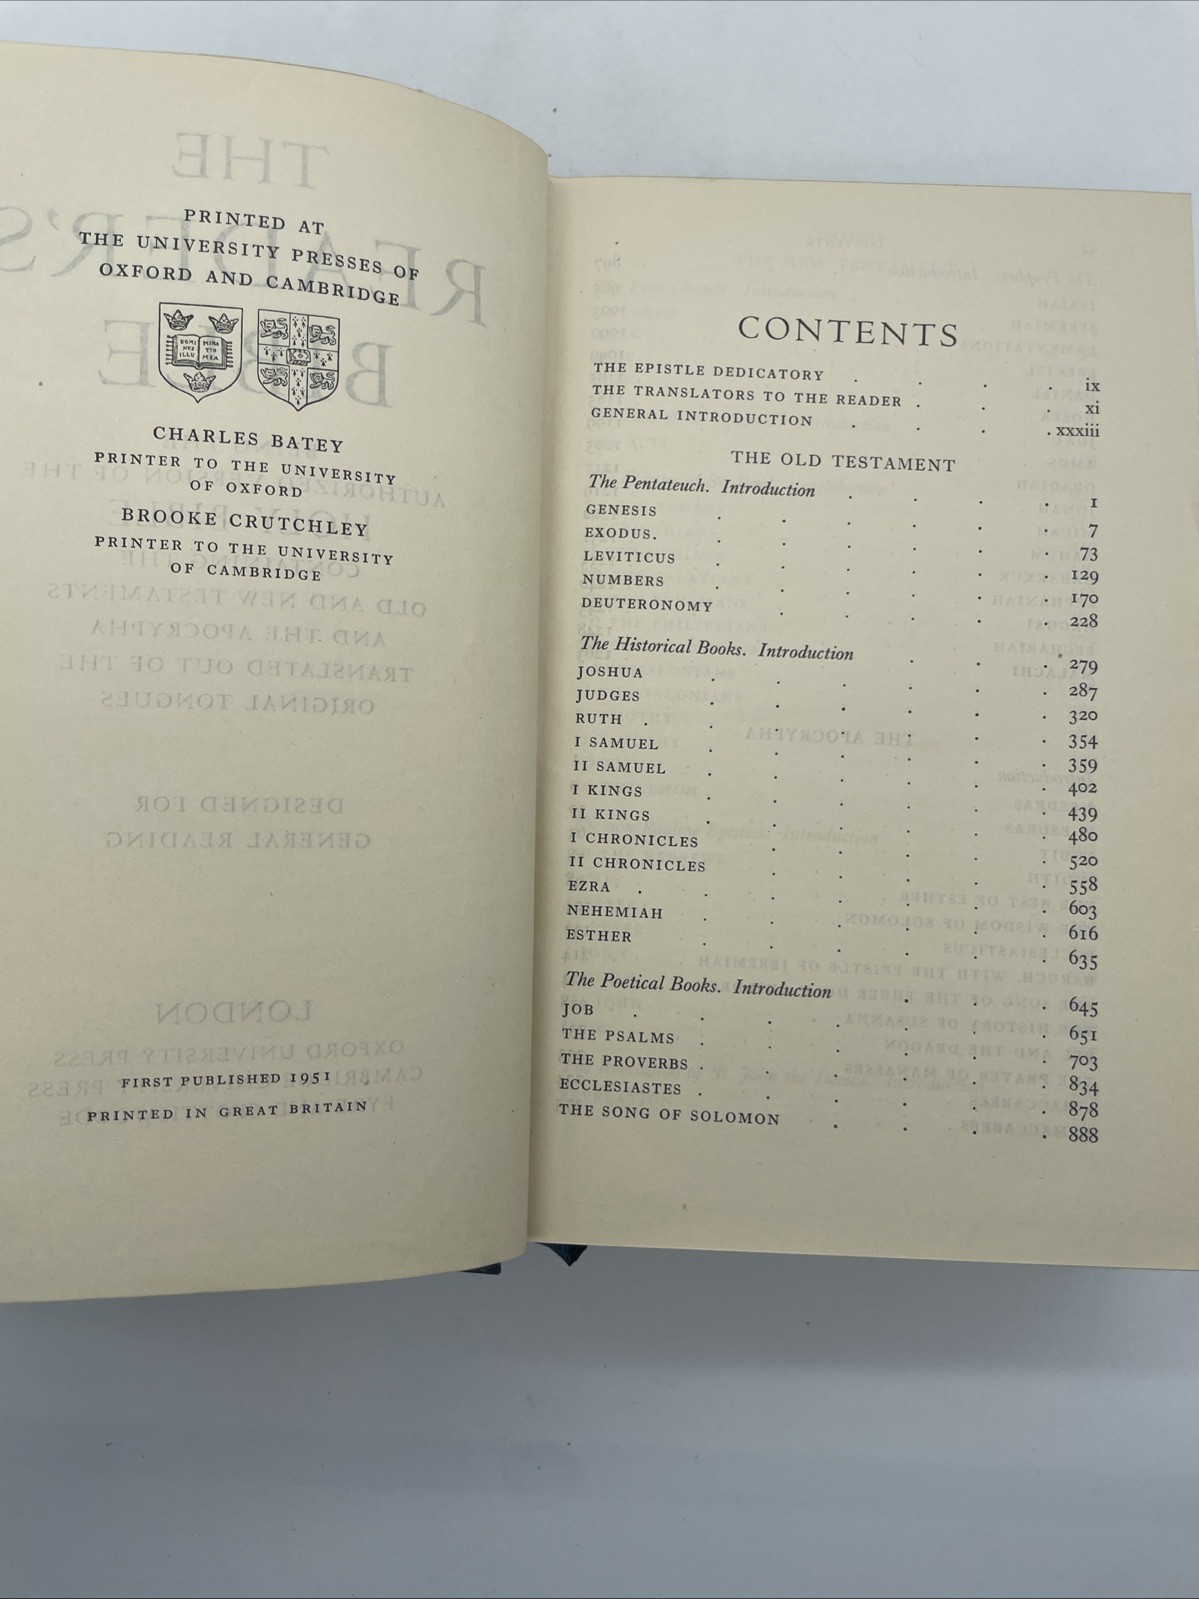 PRINTED AT
THE UNIVERSITY PRESSES OF
OXFORD AND CAMBRIDGE
DOMI MINA
NVS TIO
ILLU MEA
CHARLES BATEY
PRINTER TO THE UNIVERSITY
OF OXFORD
BROOKE CRUTCHLEY
PRINTER TO THE UNIVERSITY
OF CAMBRIDGE
FIRST PUBLISHED 1951
PRINTED IN GREAT BRITAIN
CONTENTS
THE EPISTLE DEDICATORY . . . . ix
THE TRANSLATORS TO THE READER . . . xi
GENERAL INTRODUCTION . . . . xxxiii
THE OLD TESTAMENT
The Pentateuch. Introduction . . . . 1
GENESIS . . . . . . 7
EXODUS. . . . . . . 73
LEVITICUS . . . . . . 129
NUMBERS . . . . . . 170
DEUTERONOMY . . . . . 228
The Historical Books. Introduction . . . 279
JOSHUA . . . . . . 287
JUDGES . . . . . . 320
RUTH . . . . . . . 354
I SAMUEL . . . . . . 359
II SAMUEL . . . . . . 402
I KINGS . . . . . . 439
II KINGS . . . . . . 480
I CHRONICLES . . . . . 520
II CHRONICLES . . . . . 558
EZRA . . . . . . . 603
NEHEMIAH . . . . . . 616
ESTHER . . . . . . 635
The Poetical Books. Introduction . . . 645
JOB . . . . . . . 651
THE PSALMS . . . . . . 703
THE PROVERBS . . . . . . 834
ECCLESIASTES . . . . . . 878
THE SONG OF SOLOMON . . . . 888